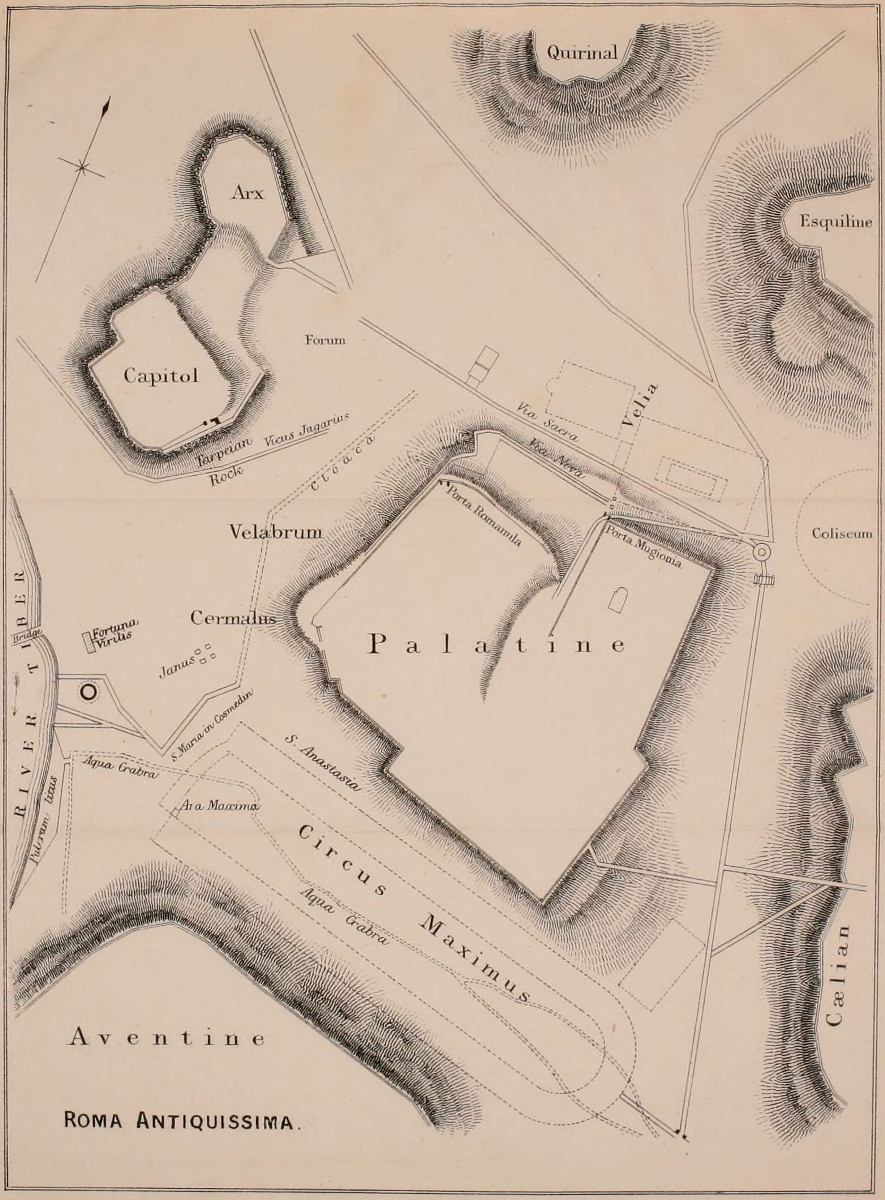 Quirinal
Arx
Esquiline
Forum
Capitol
Velia
Via Sacra
Tarpeian
Rock
Vicus Jugarius
Via Nova
Cloaca
Porta Romanula
Velabrum
Porta Mugionia
Coliseum
Cermalus
Bridge
Fortuna
Virilis
Palatine
Janus
RIVER TIBER
S. Maria in Cosmedin
S. Anastasia
Aqua Crabra
Ara Maxima
Circus Maximus
Aqua Crabra
Cælian
Aventine
ROMA ANTIQUISSIMA.